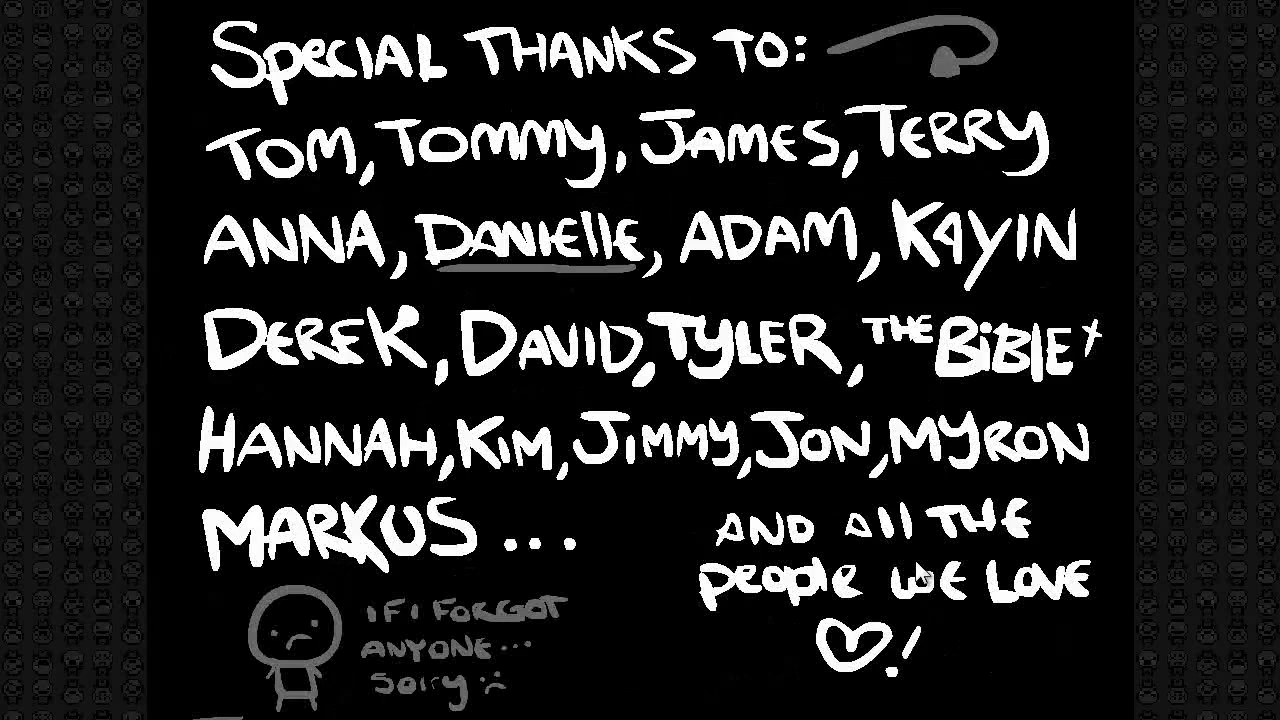 SPECIAL THANKS TO:
TOM, TOMMY, JAMES, TERRY
ANNA, DANIEllE, ADAM, KAYIN
DEREK, DAVID, TYLER, THE BiBLE+
HANNAH, KiM, JIMMY, JON, MYRON
MARKUS ...
AND All THE
people WE LOVE
♡!
IF I FORGOT
ANYONE...
SORRY :(